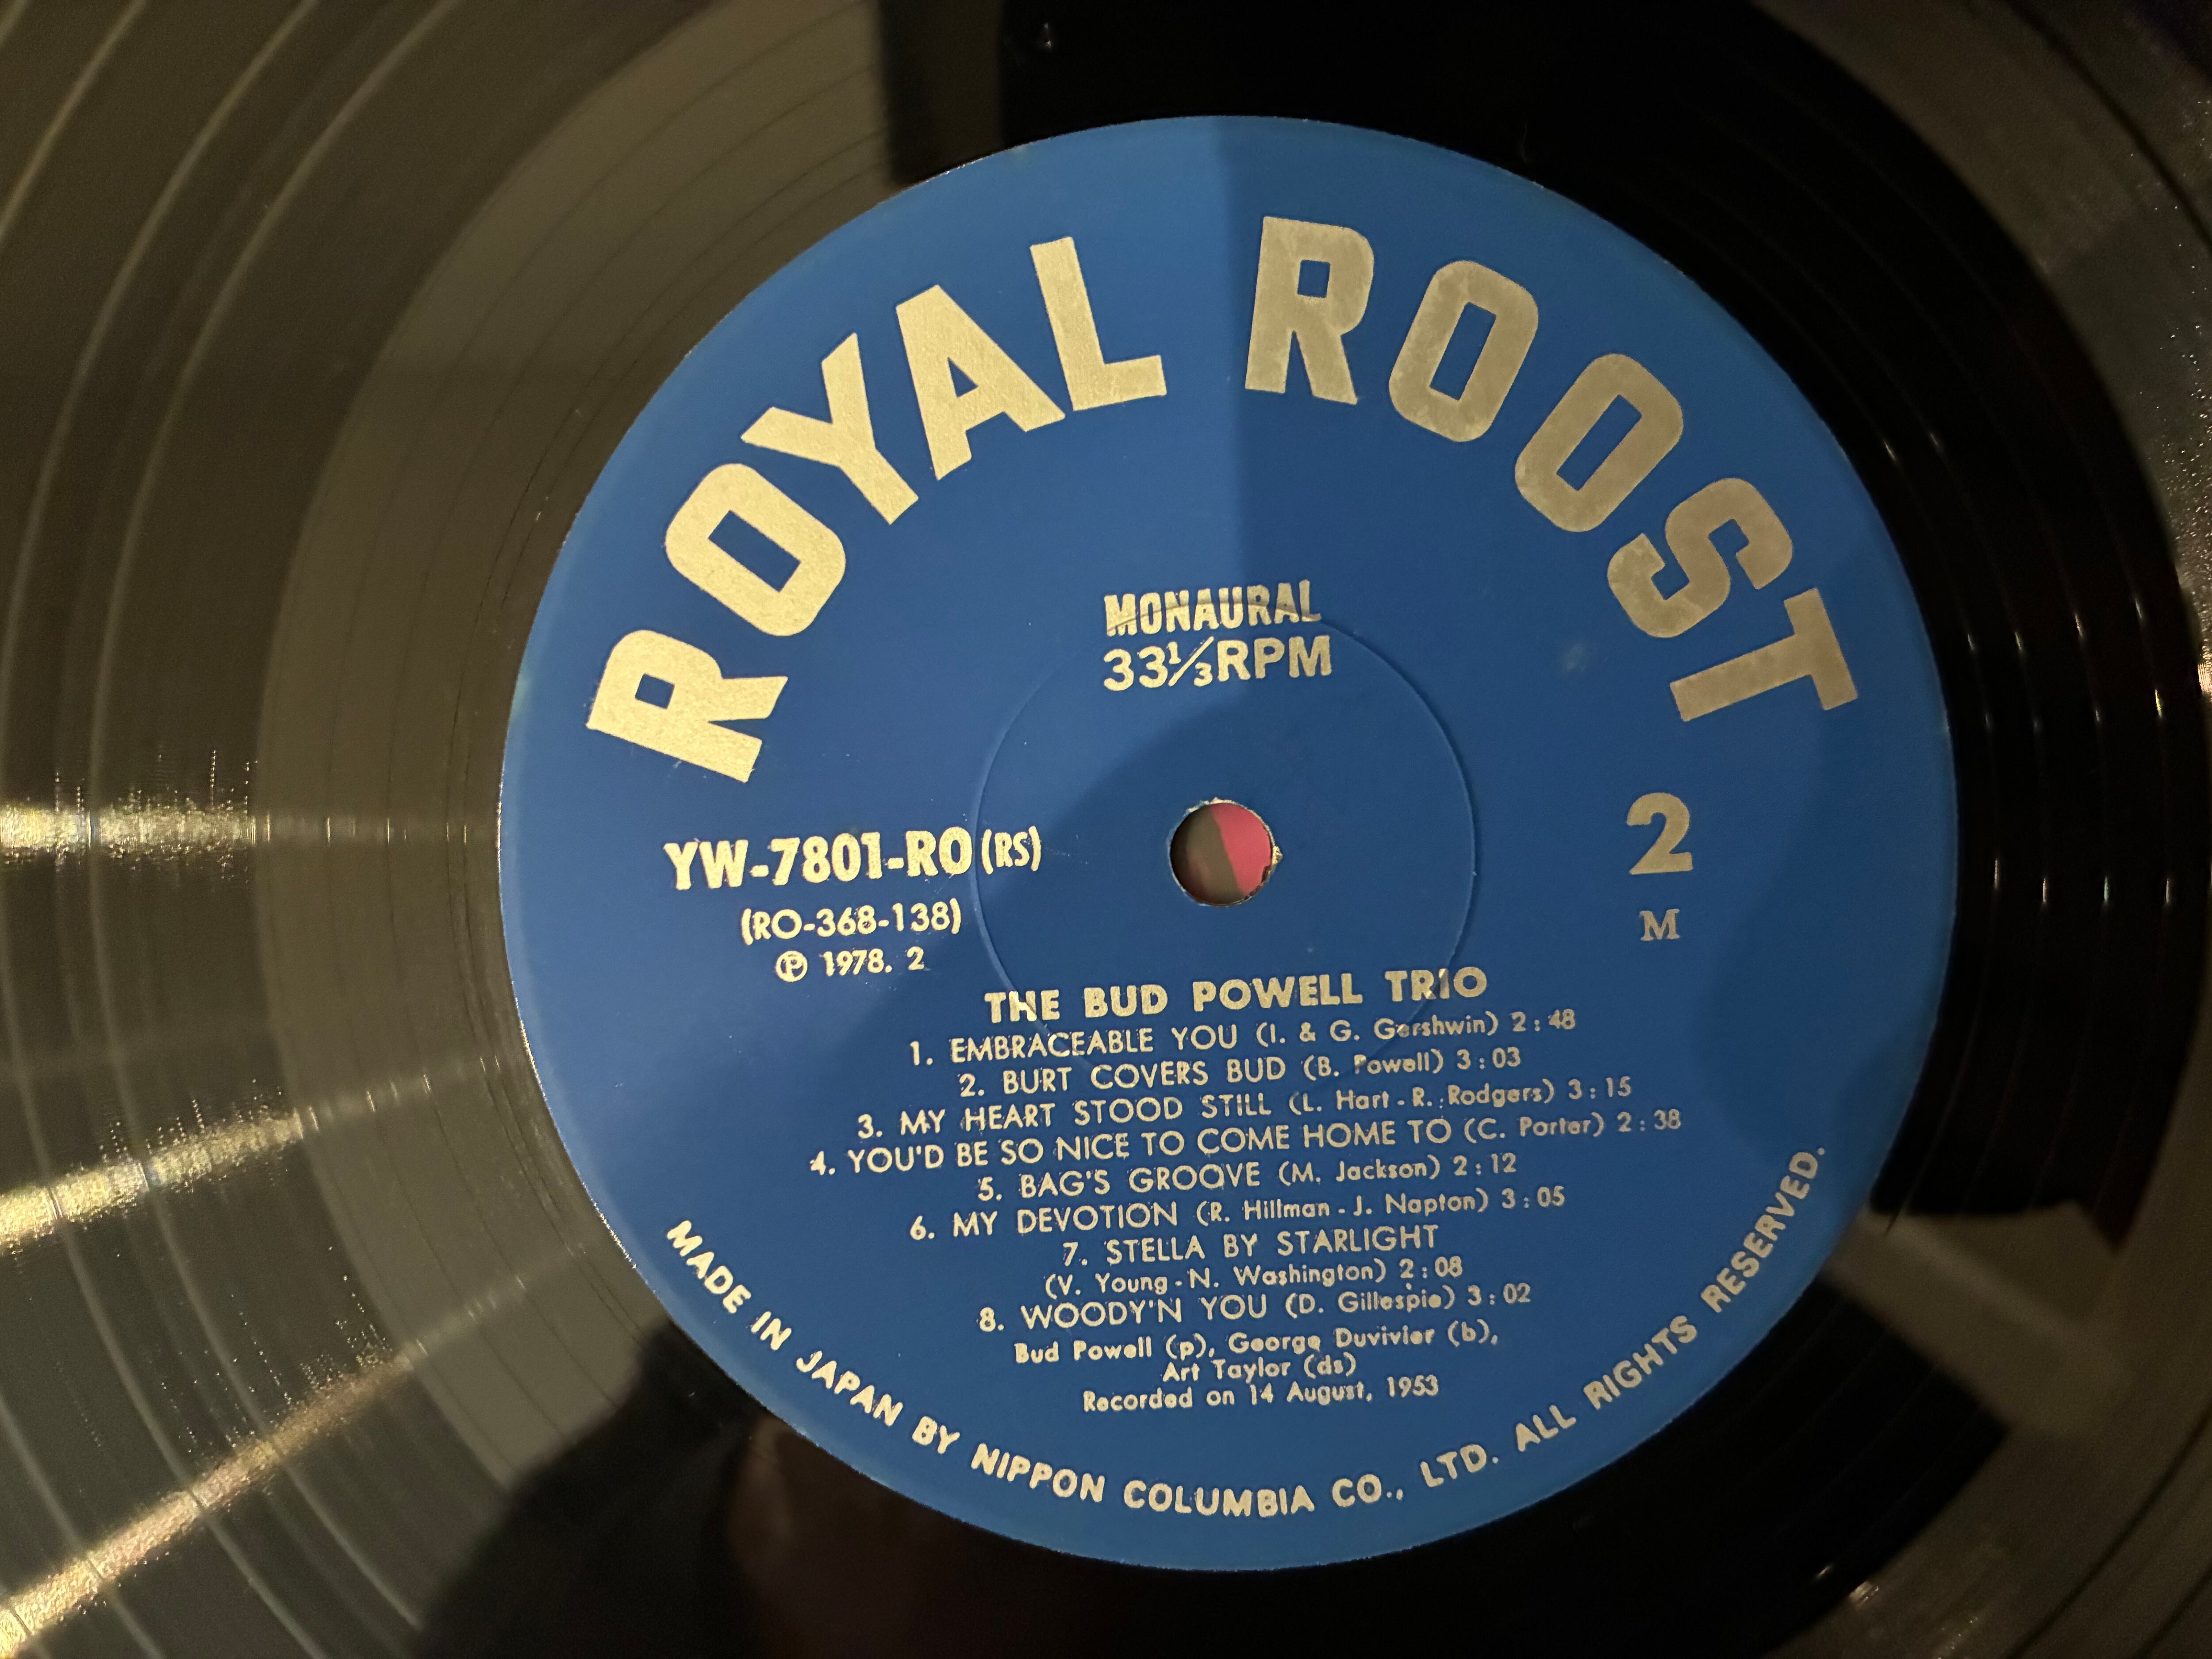 ROYAL ROOST
MONAURAL
33⅓RPM
YW-7801-RO(RS)
2
(RO-368-138)
M
Ⓟ 1978. 2
THE BUD POWELL TRIO
1. EMBRACEABLE YOU (I. & G. Gershwin) 2:48
2. BURT COVERS BUD (B. Powell) 3:03
3. MY HEART STOOD STILL (L. Hart-R. Rodgers) 3:15
4. YOU'D BE SO NICE TO COME HOME TO (C. Porter) 2:38
5. BAG'S GROOVE (M. Jackson) 2:12
6. MY DEVOTION (R. Hillman-J. Napton) 3:05
7. STELLA BY STARLIGHT
(V. Young-N. Washington) 2:08
8. WOODY'N YOU (D. Gillespie) 3:02
Bud Powell (p), George Duvivier (b),
Art Taylor (ds)
Recorded on 14 August, 1953
MADE IN JAPAN BY NIPPON COLUMBIA CO., LTD. ALL RIGHTS RESERVED.